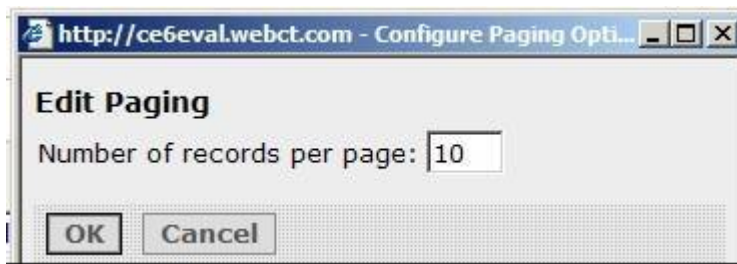 http://ce6eval.webct.com - Configure Paging Opti...
Edit Paging
Number of records per page: 10
OK Cancel